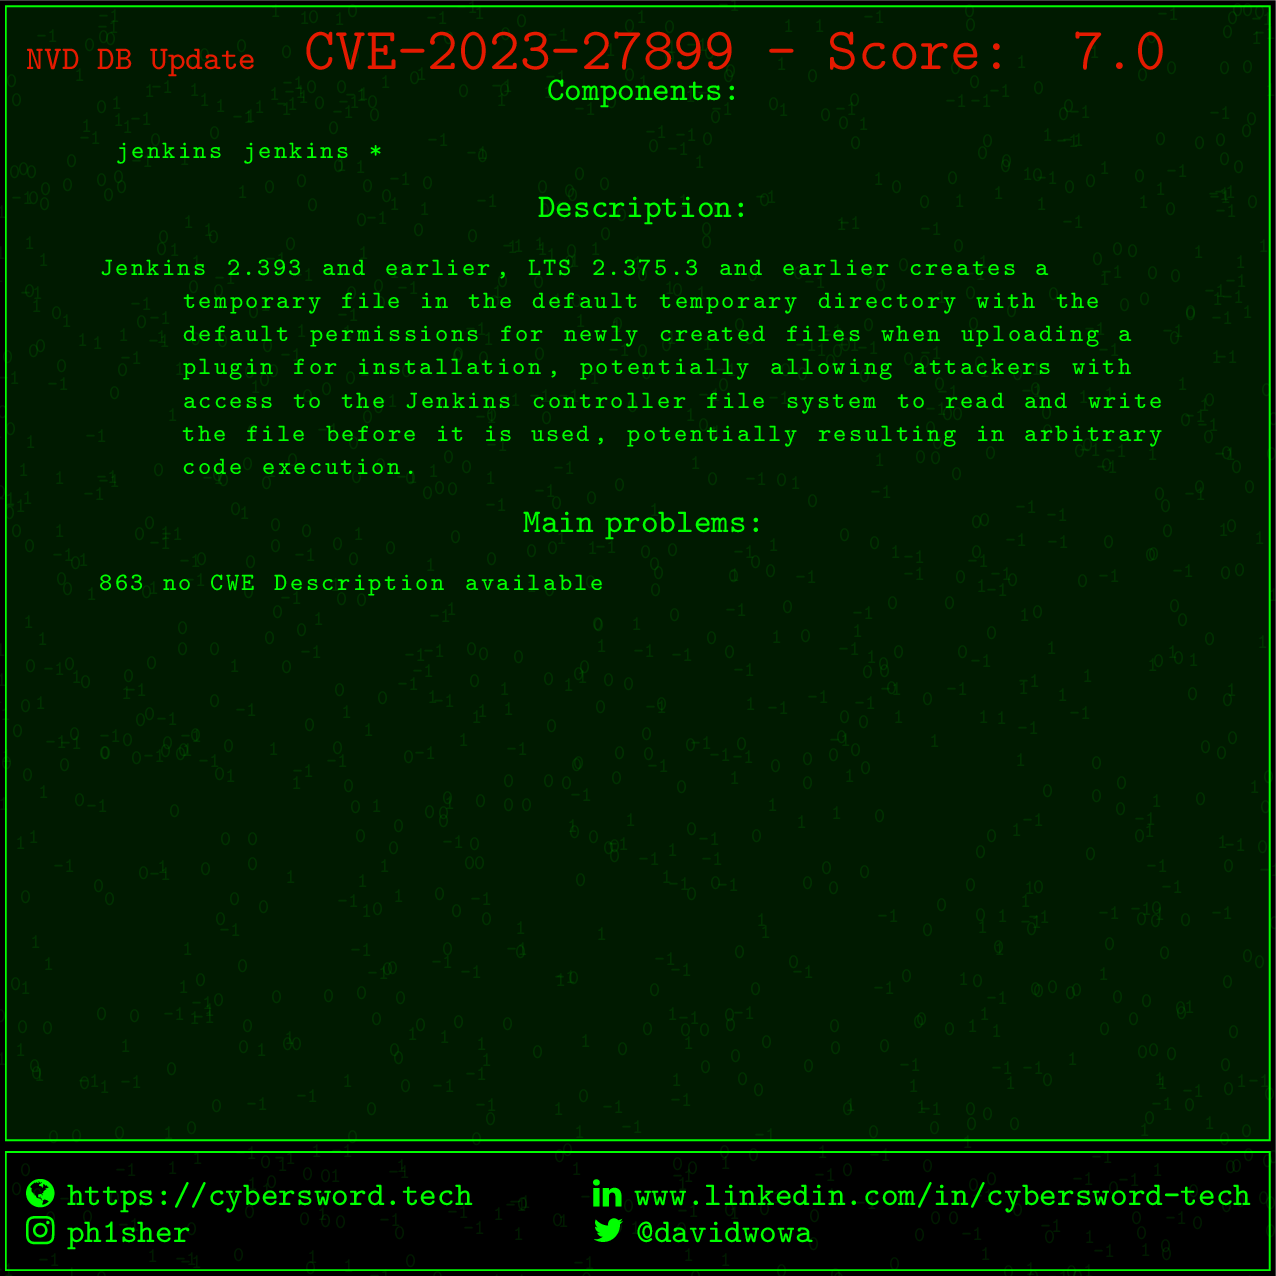 NVD DB Update CVE-2023-27899 - Score: 7.0
Components:
jenkins jenkins *
Description:
Jenkins 2.393 and earlier, LTS 2.375.3 and earlier creates a
temporary file in the default temporary directory with the
default permissions for newly created files when uploading a
plugin for installation, potentially allowing attackers with
access to the Jenkins controller file system to read and write
the file before it is used, potentially resulting in arbitrary
code execution.
Main problems:
863 no CWE Description available
https://cybersword.tech www.linkedin.com/in/cybersword-tech
ph1sher @davidwowa